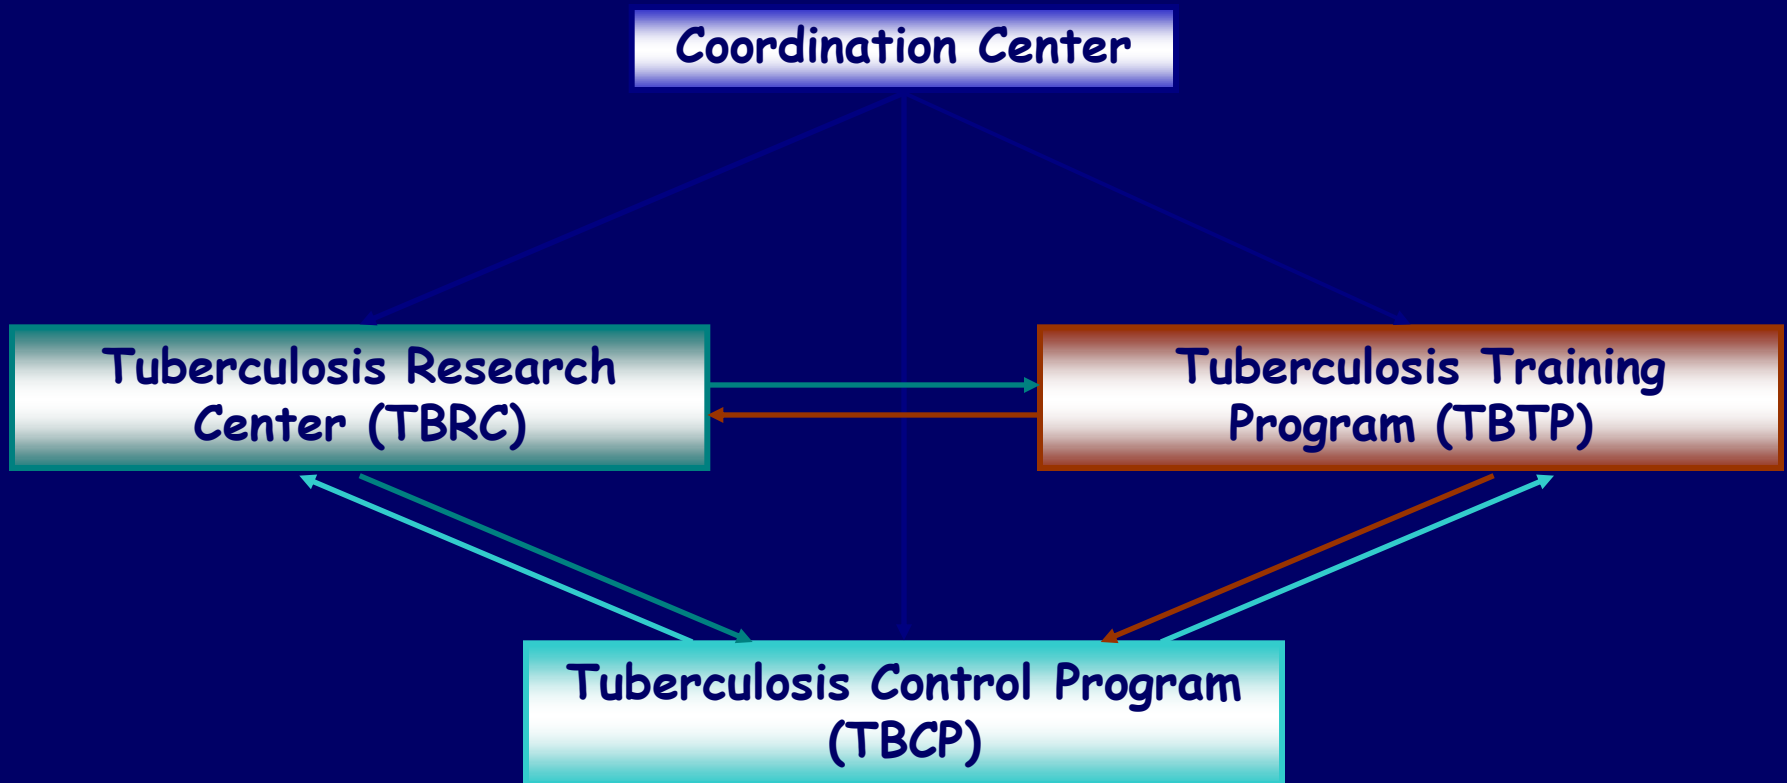 Coordination Center
Tuberculosis Research
Center (TBRC)
Tuberculosis Training
Program (TBTP)
Tuberculosis Control Program
(TBCP)